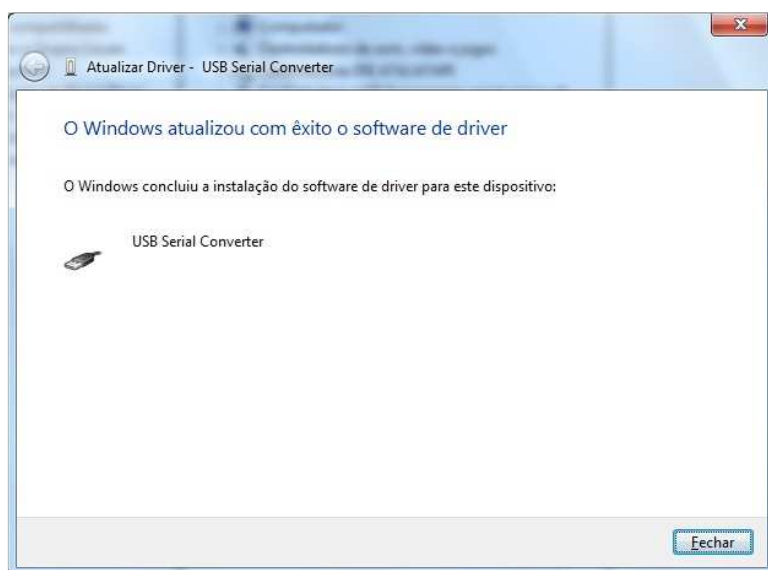 Computador
Atualizar Driver - USB Serial Converter
O Windows atualizou com êxito o software de driver
O Windows concluiu a instalação do software de driver para este dispositivo:
USB Serial Converter
Fechar